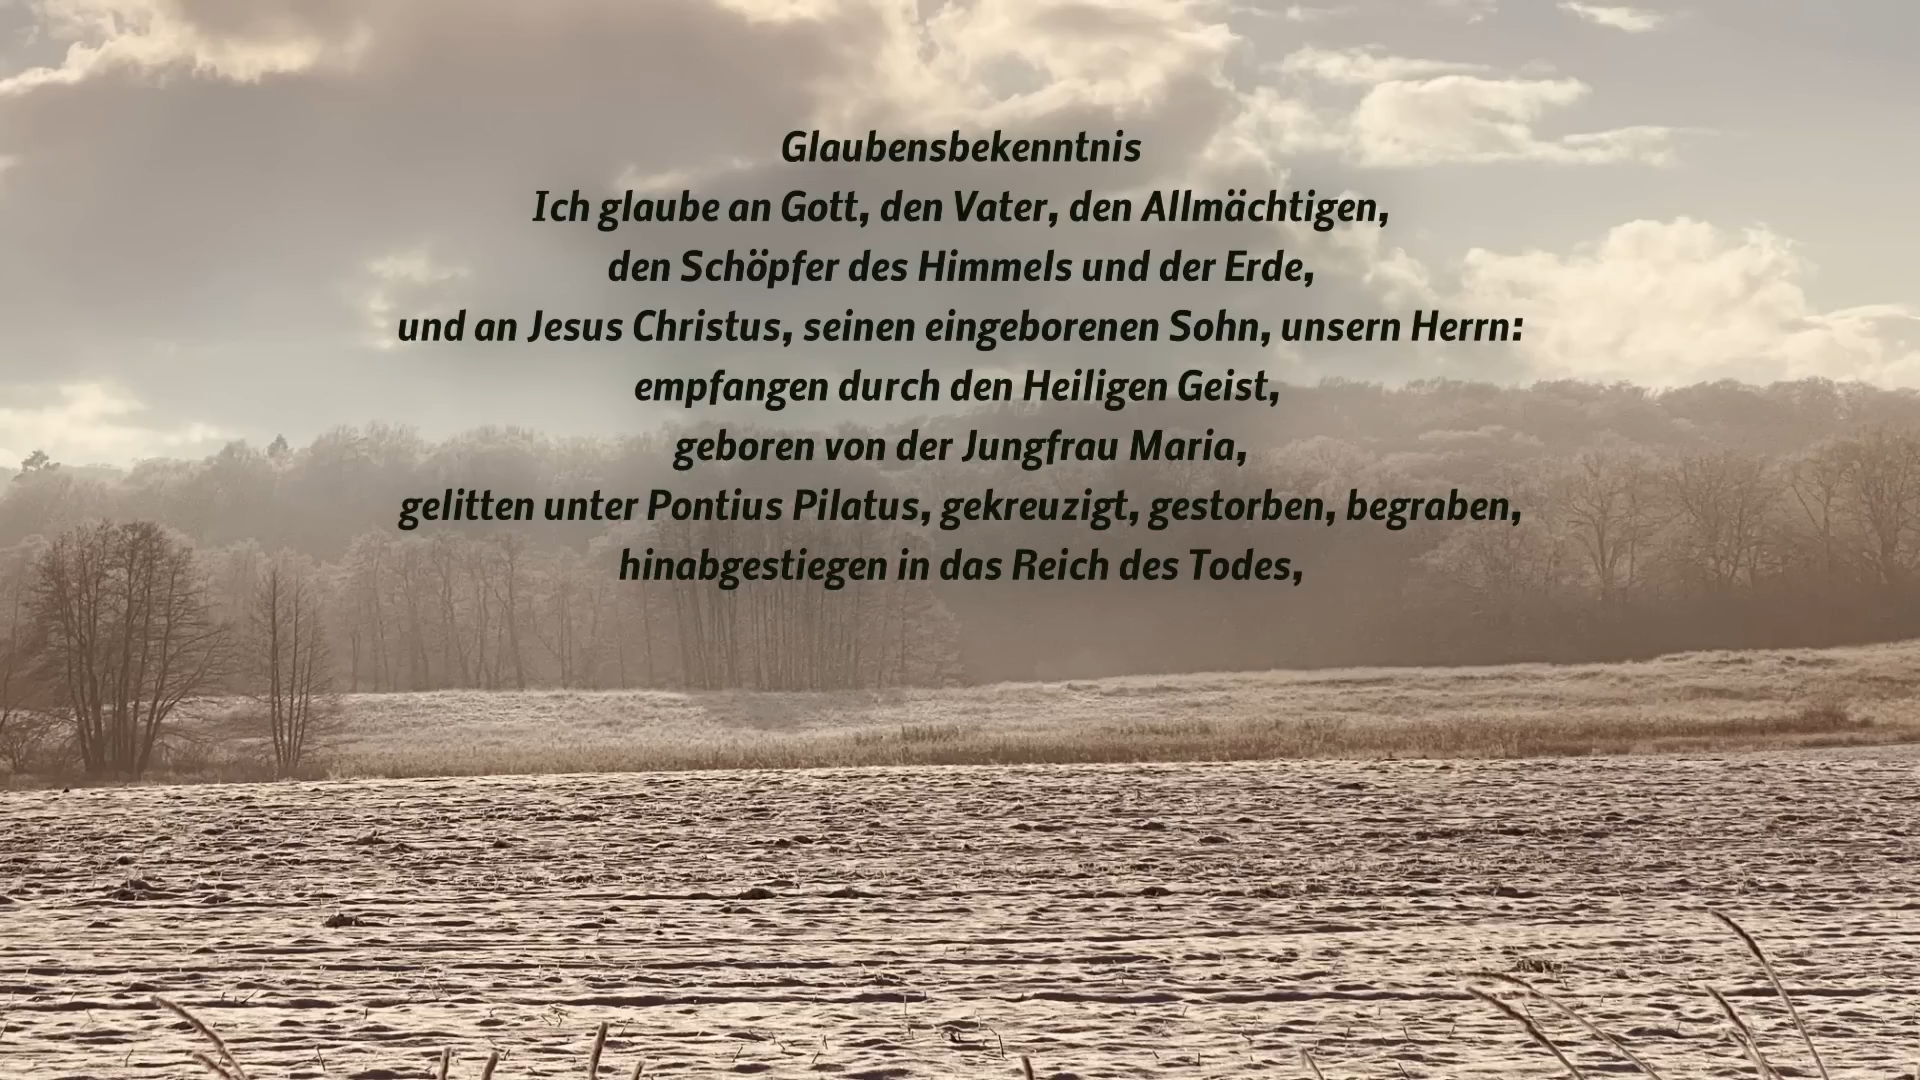 Glaubensbekenntnis
Ich glaube an Gott, den Vater, den Allmächtigen,
den Schöpfer des Himmels und der Erde,
und an Jesus Christus, seinen eingeborenen Sohn, unsern Herrn:
empfangen durch den Heiligen Geist,
geboren von der Jungfrau Maria,
gelitten unter Pontius Pilatus, gekreuzigt, gestorben, begraben,
hinabgestiegen in das Reich des Todes,